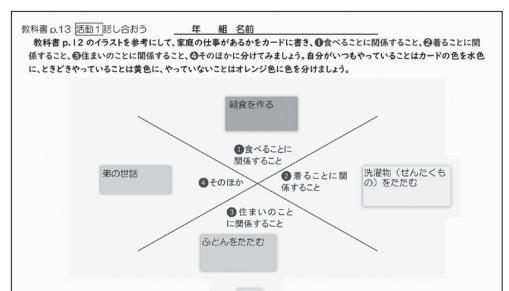 教科書 p.13 活動1 話し合おう　　年　組 名前
教科書 p.12 のイラストを参考にして、家庭の仕事があるかをカードに書き、❶食べることに関係すること、❷着ることに関
係すること、❸住まいのことに関係すること、❹そのほかに分けてみましょう。自分がいつもやっていることはカードの色を水色
に、ときどきやっていることは黄色に、やっていないことはオレンジ色に色を分けましょう。
朝食を作る
❶食べることに
関係すること
弟の世話
❹そのほか
❷着ることに関
係すること
洗濯物（せんたくも
の）をたたむ
❸住まいのこと
に関係すること
ふとんをたたむ